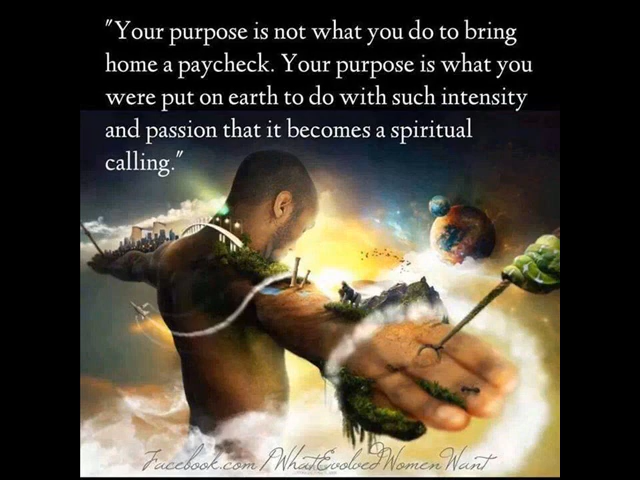 "Your purpose is not what you do to bring
home a paycheck. Your purpose is what you
were put on earth to do with such intensity
and passion that it becomes a spiritual
calling."
Facebook.com/WhatEvolvedWomenWant